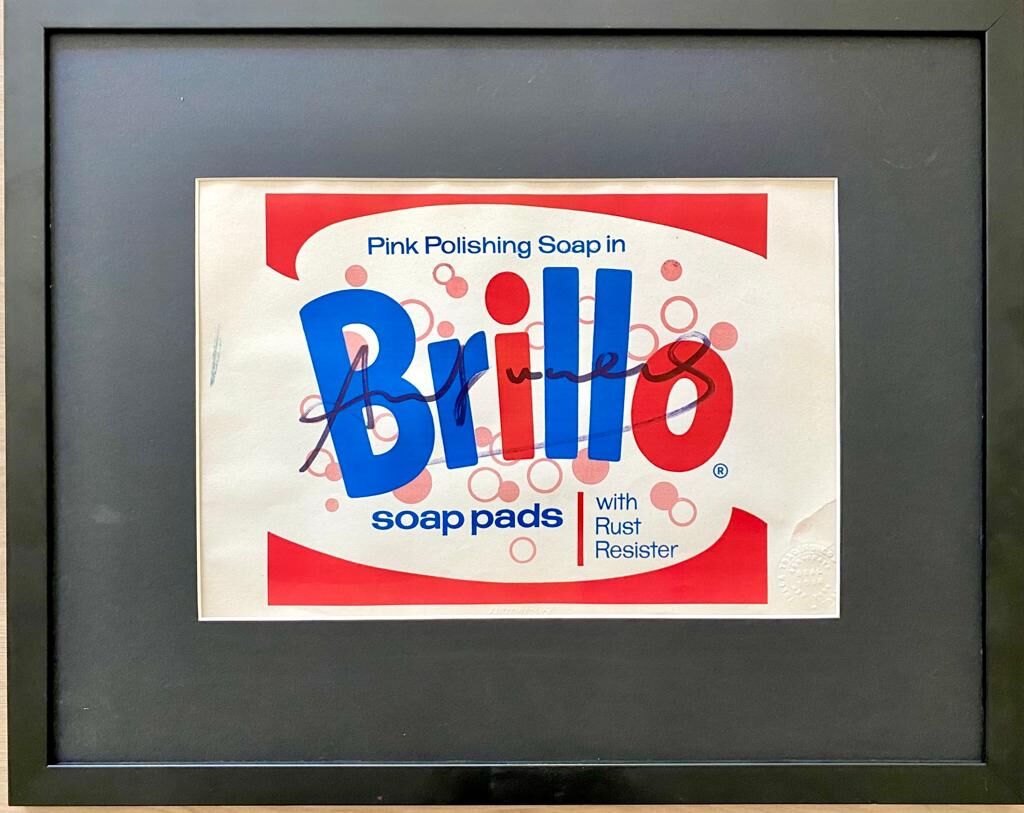 Pink Polishing Soap in
Brillo®
soap pads
with
Rust
Resister